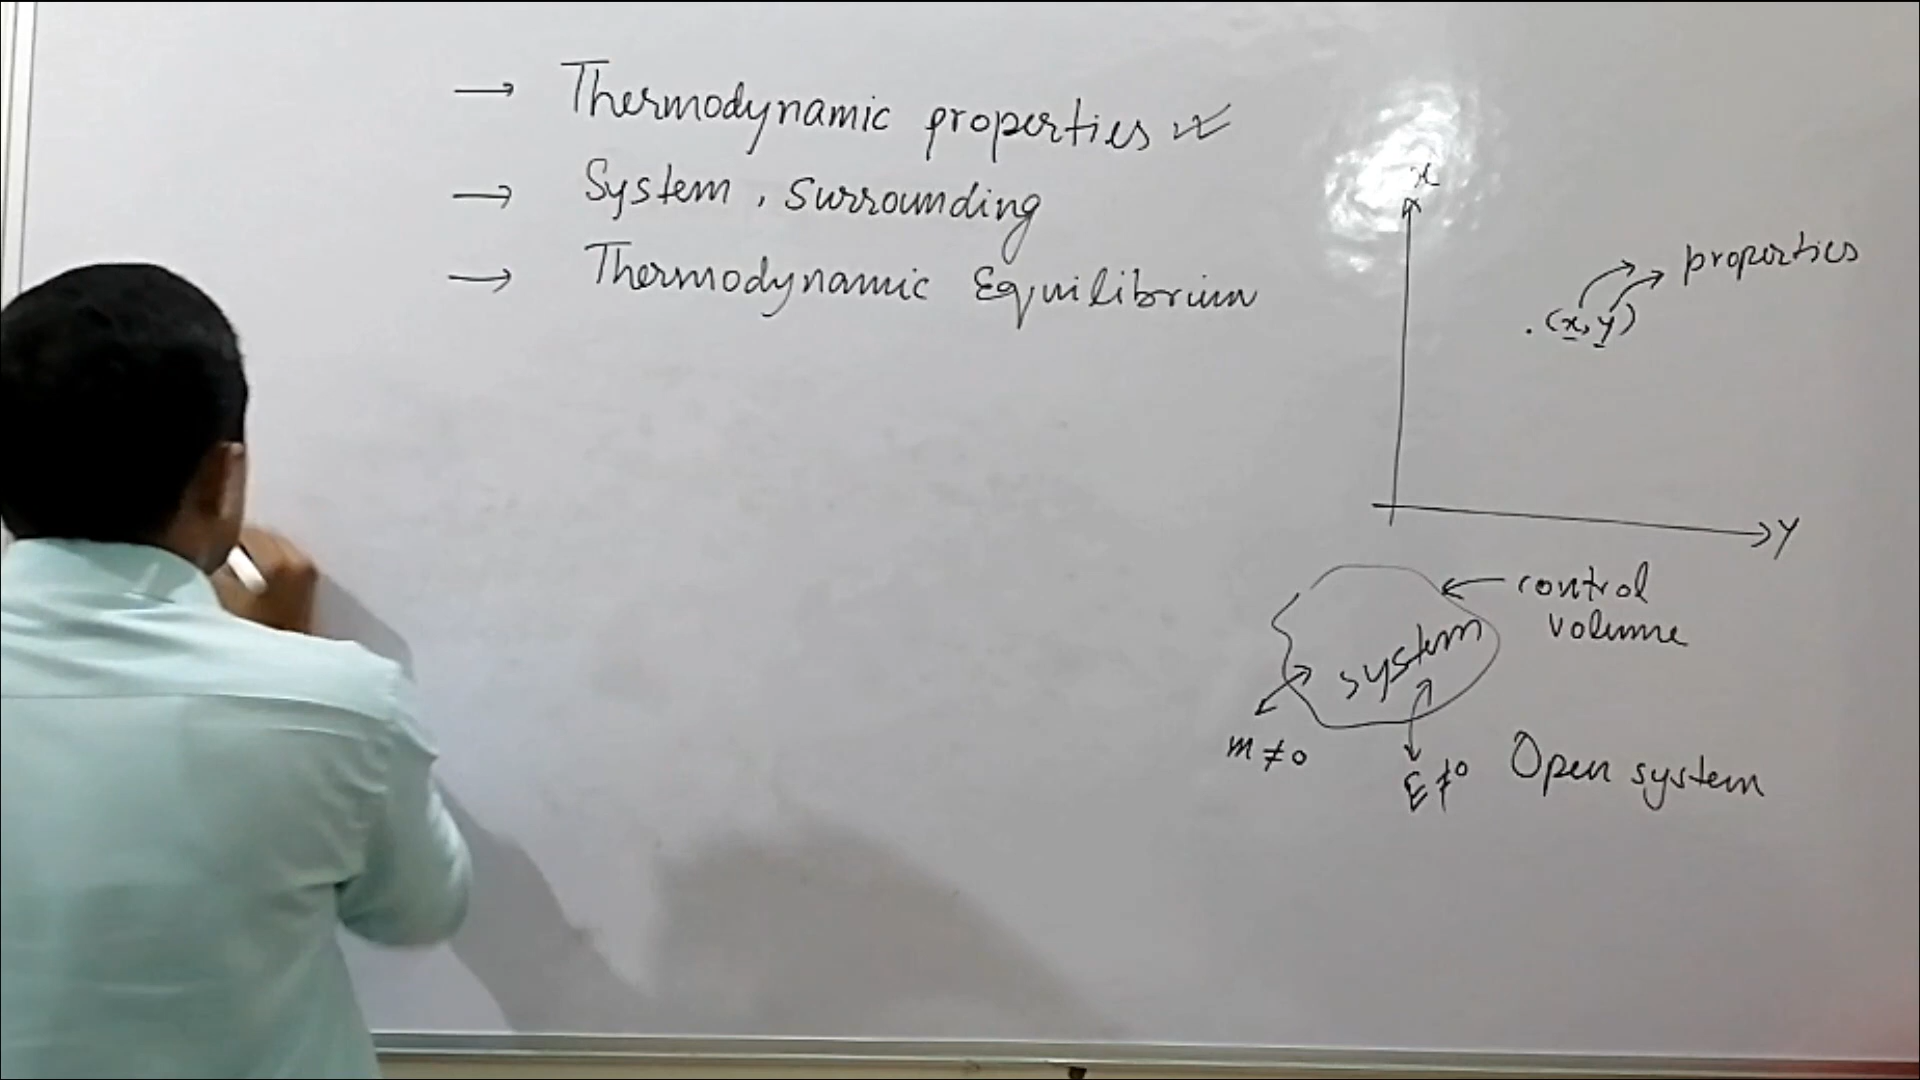 → Thermodynamic properties
→ System, Surrounding
→ Thermodynamic Equilibrium
x
properties
.(x, y)
y
control
volume
system
m≠0
E≠0
Open system